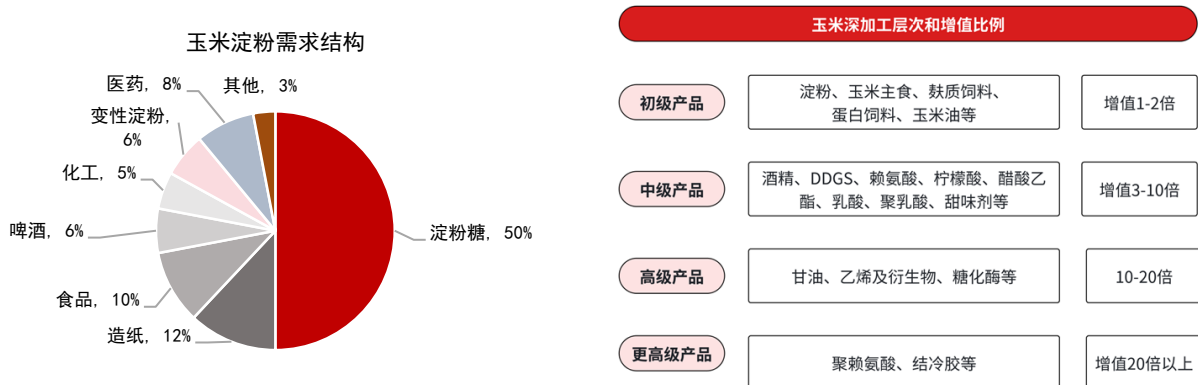 玉米淀粉需求结构
医药, 8%
其他, 3%
变性淀粉,
6%
化工, 5%
啤酒, 6%
淀粉糖, 50%
食品, 10%
造纸, 12%
玉米深加工层次和增值比例
初级产品
淀粉、玉米主食、麸质饲料、
蛋白饲料、玉米油等
增值1-2倍
中级产品
酒精、DDGS、赖氨酸、柠檬酸、醋酸乙
酯、乳酸、聚乳酸、甜味剂等
增值3-10倍
高级产品
甘油、乙烯及衍生物、糖化酶等
10-20倍
更高级产品
聚赖氨酸、结冷胶等
增值20倍以上